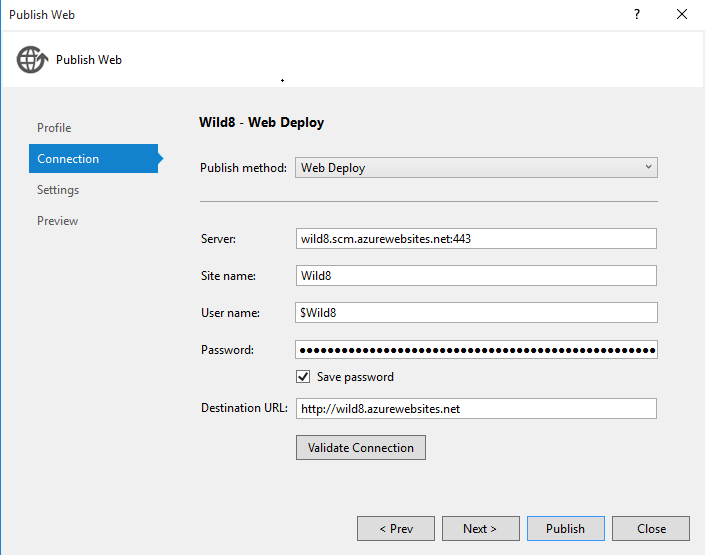 Publish Web
?
Publish Web
Profile
Connection
Settings
Preview
Wild8 - Web Deploy
Publish method: Web Deploy
Server: wild8.scm.azurewebsites.net:443
Site name: Wild8
User name: $Wild8
Password: ●●●●●●●●●●●●●●●●●●●●●●●●●●●●●●●●●●●●●●●●●●●●●●●●●●●
Save password
Destination URL: http://wild8.azurewebsites.net
Validate Connection
< Prev Next > Publish Close